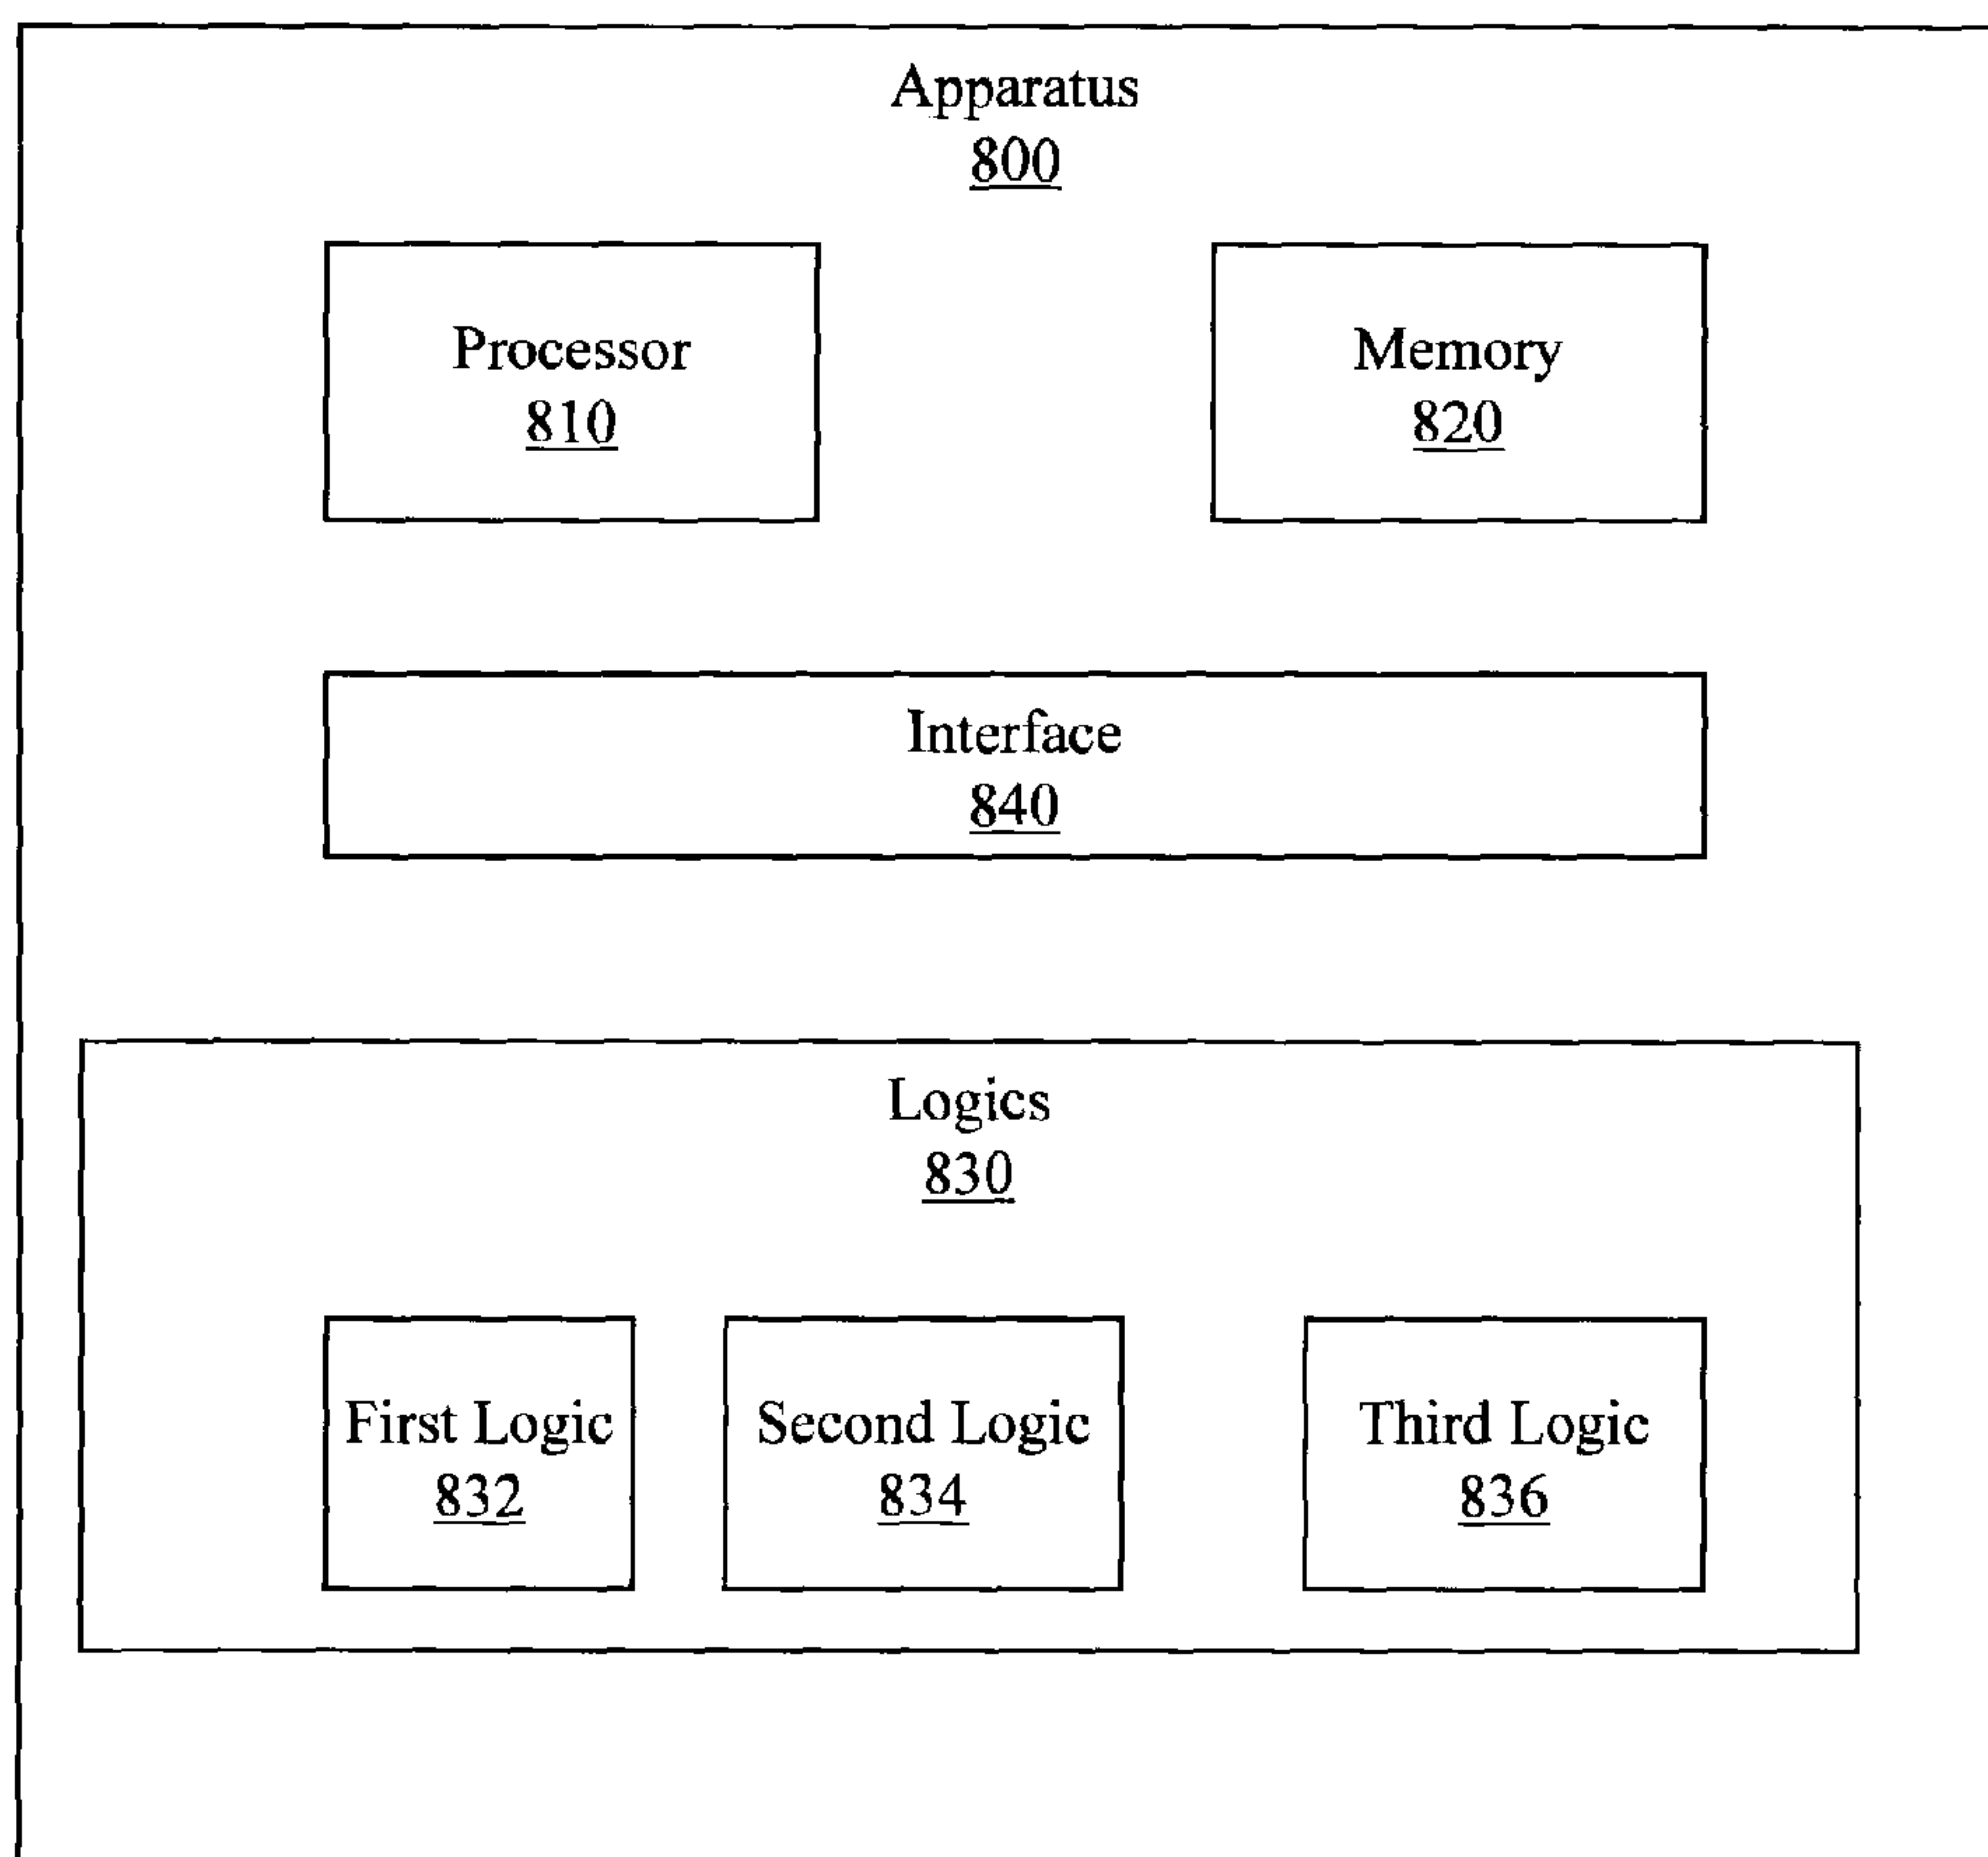 Apparatus
800
Processor
810
Memory
820
Interface
840
Logics
830
First Logic
832
Second Logic
834
Third Logic
836